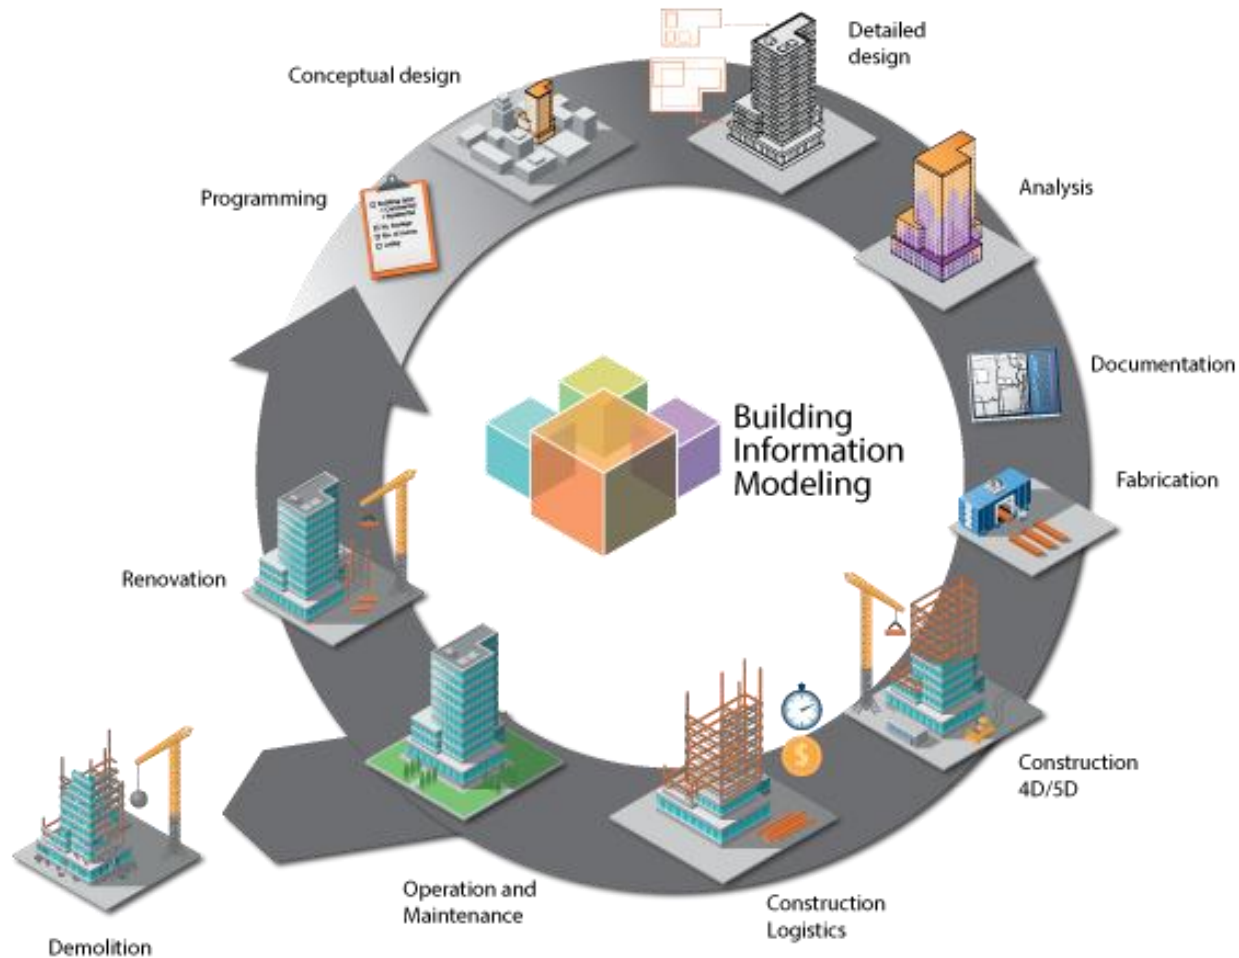 Detailed
design
Conceptual design
Programming
Analysis
Documentation
Building
Information
Modeling
Fabrication
Renovation
$
Construction
4D/5D
Operation and
Maintenance
Construction
Logistics
Demolition